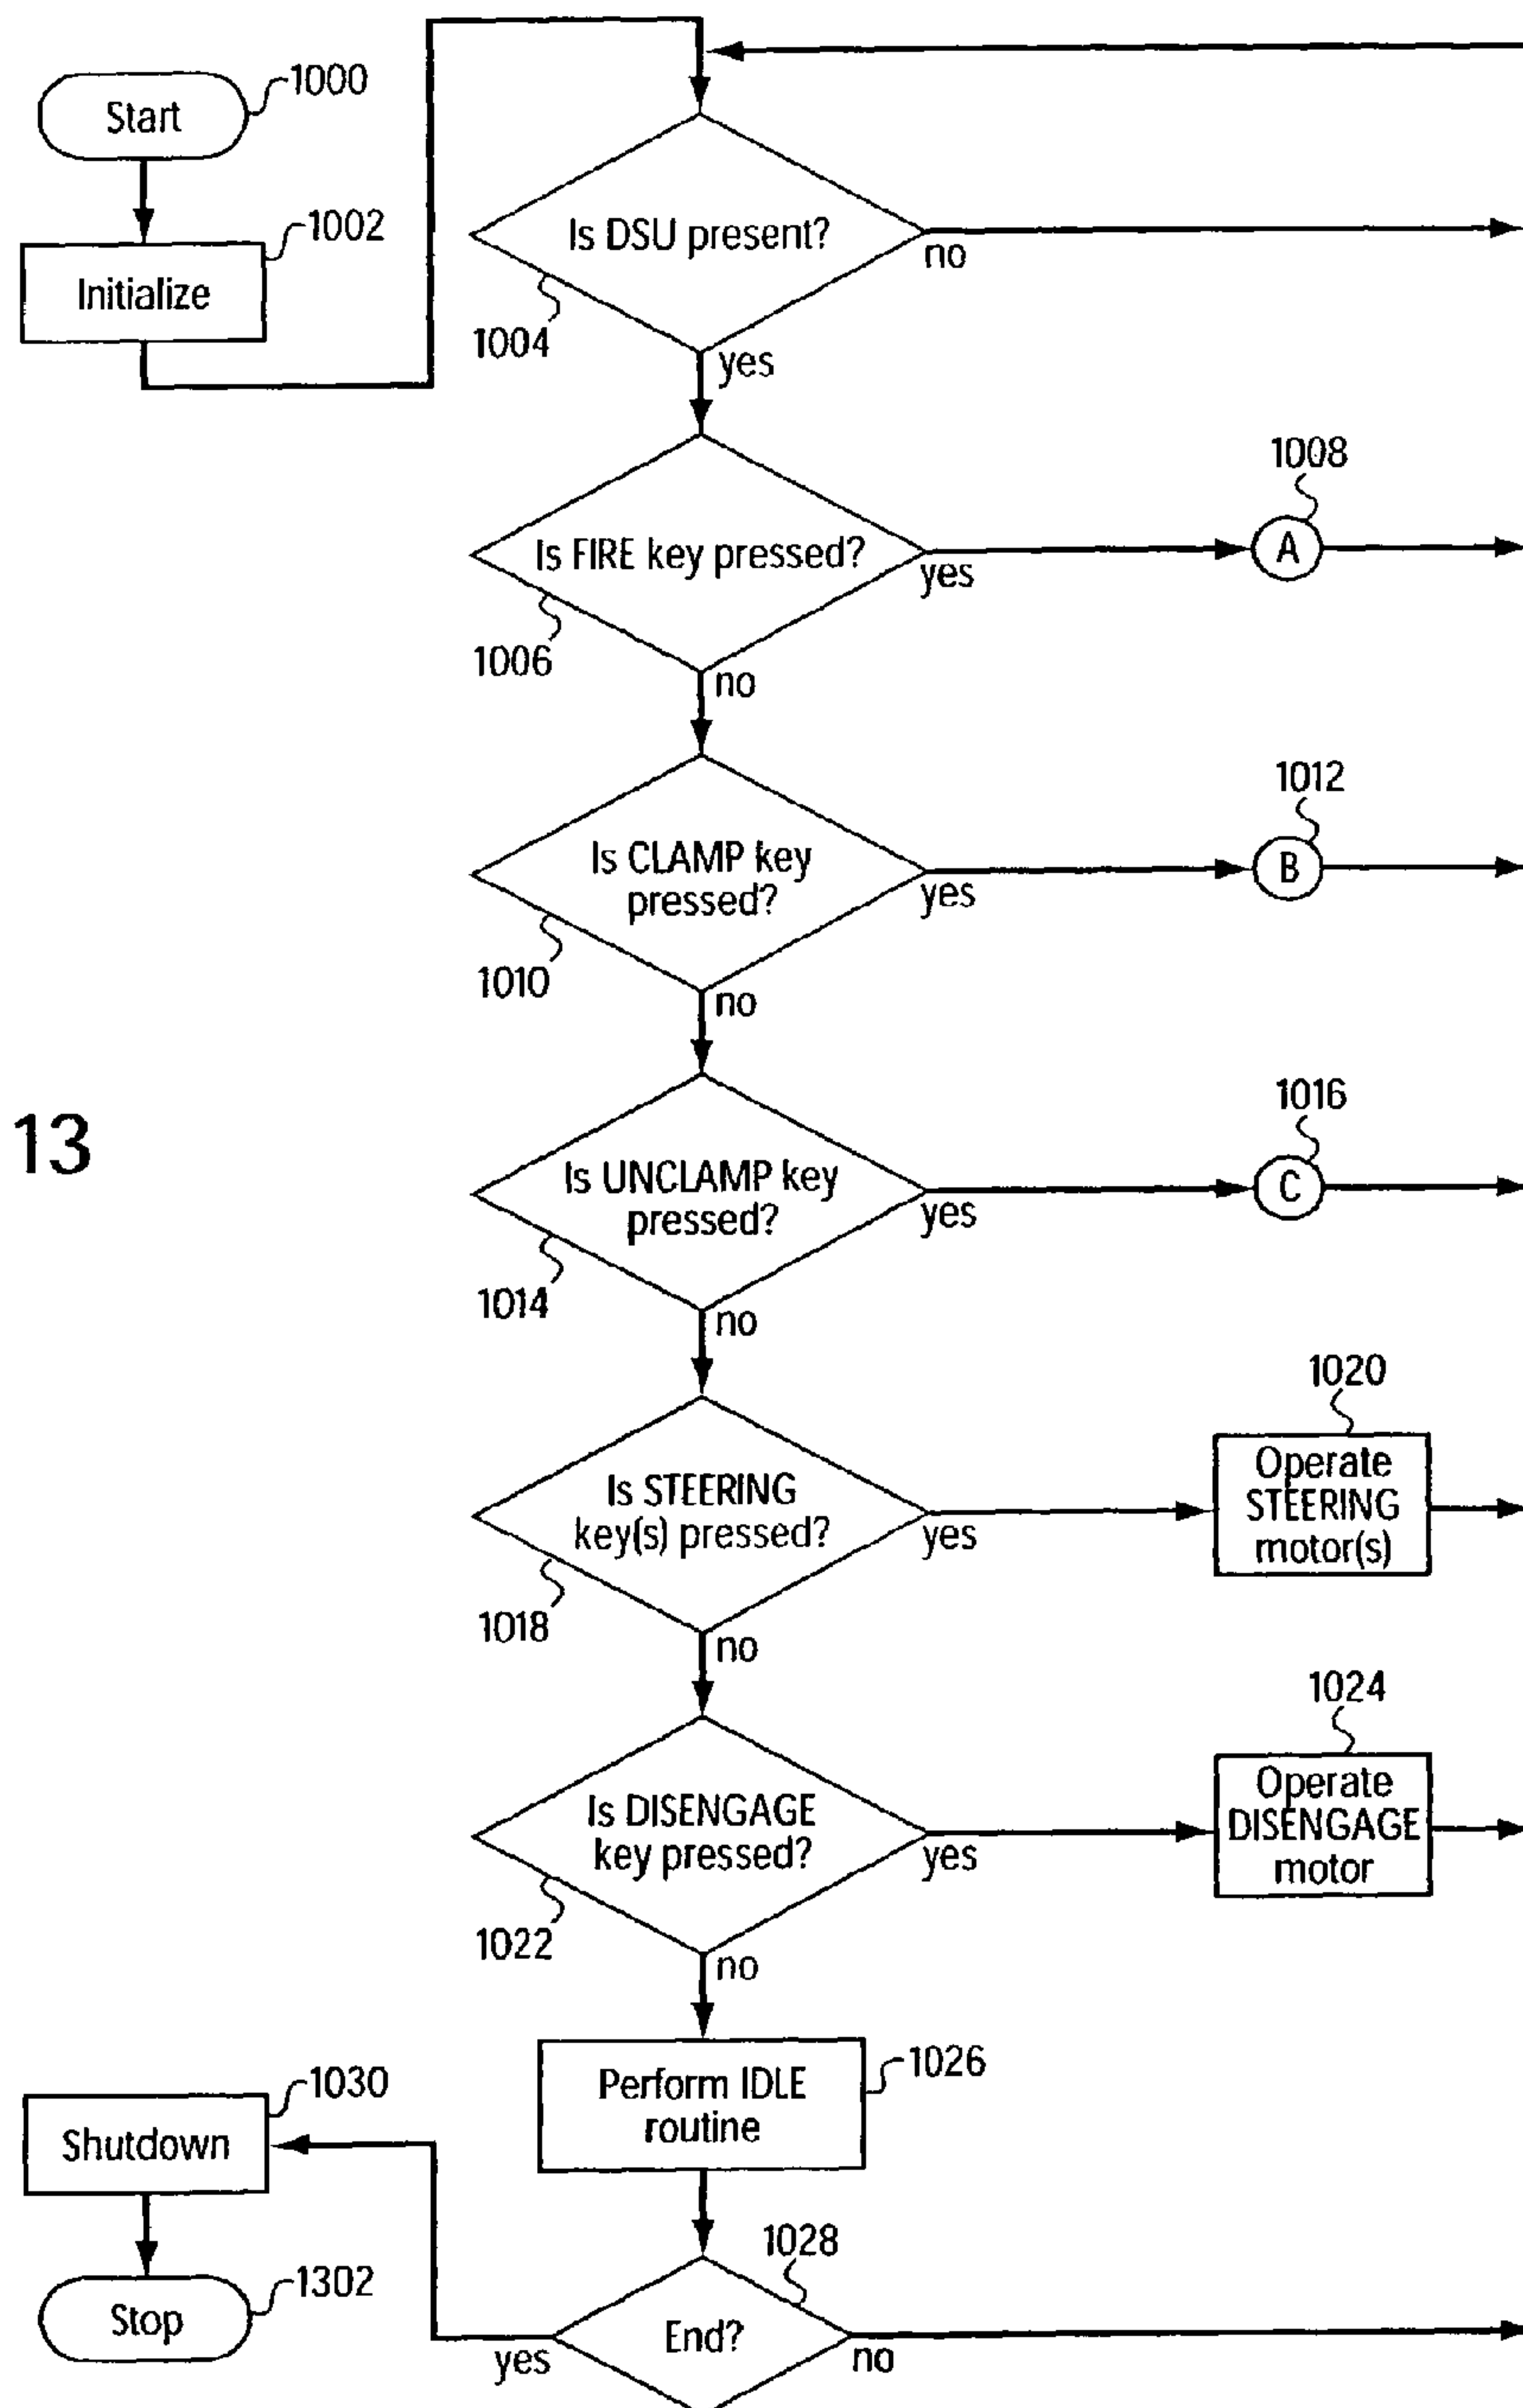 Start
1000
Initialize
1002
Is DSU present?
no
1004
yes
1008
Is FIRE key pressed?
A
yes
1006
no
1012
Is CLAMP key
pressed?
B
yes
1010
no
13
1016
Is UNCLAMP key
pressed?
C
yes
1014
no
1020
Is STEERING
key(s) pressed?
yes
Operate
STEERING
motor(s)
1018
no
1024
Is DISENGAGE
key pressed?
yes
Operate
DISENGAGE
motor
1022
no
Perform IDLE
routine
1026
1030
Shutdown
1028
1302
Stop
End?
yes
no